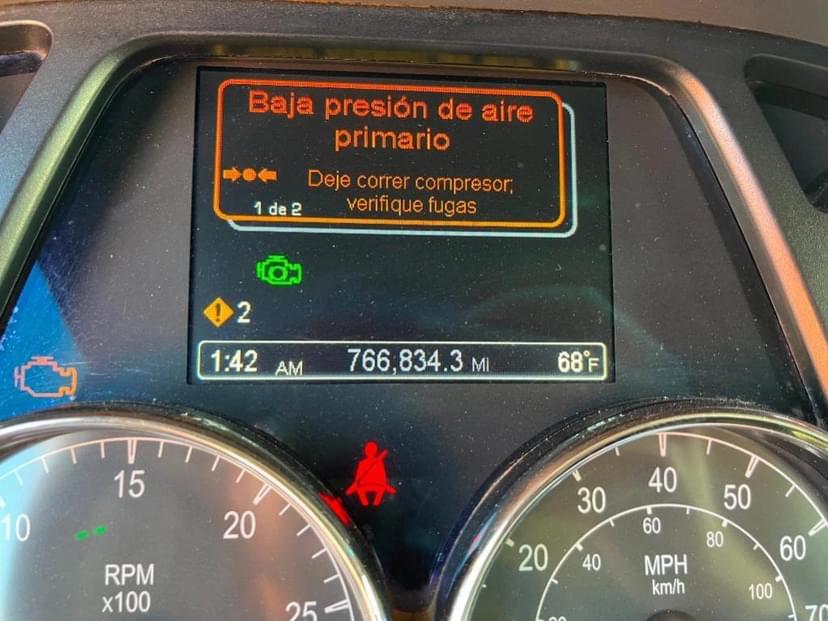 Baja presión de aire
primario
Deje correr compresor;
verifique fugas
1 de 2
2
1:42 AM 766,834.3 MI 68°F
10 15 20 25
RPM
x100
20 30 40 50 60 70
40 60 80 100
MPH
km/h